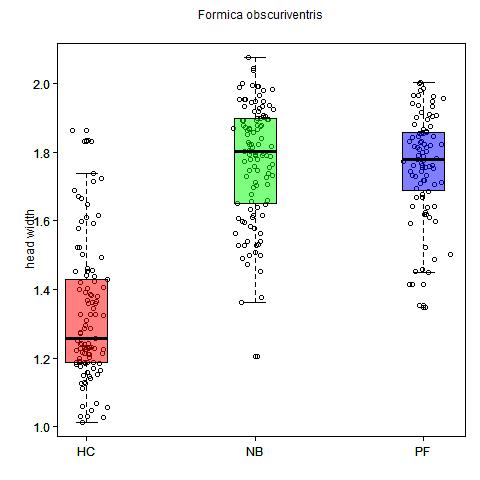 Formica obscuriventris
2.0
1.8
1.6
1.4
1.2
1.0
head width
HC
NB
PF